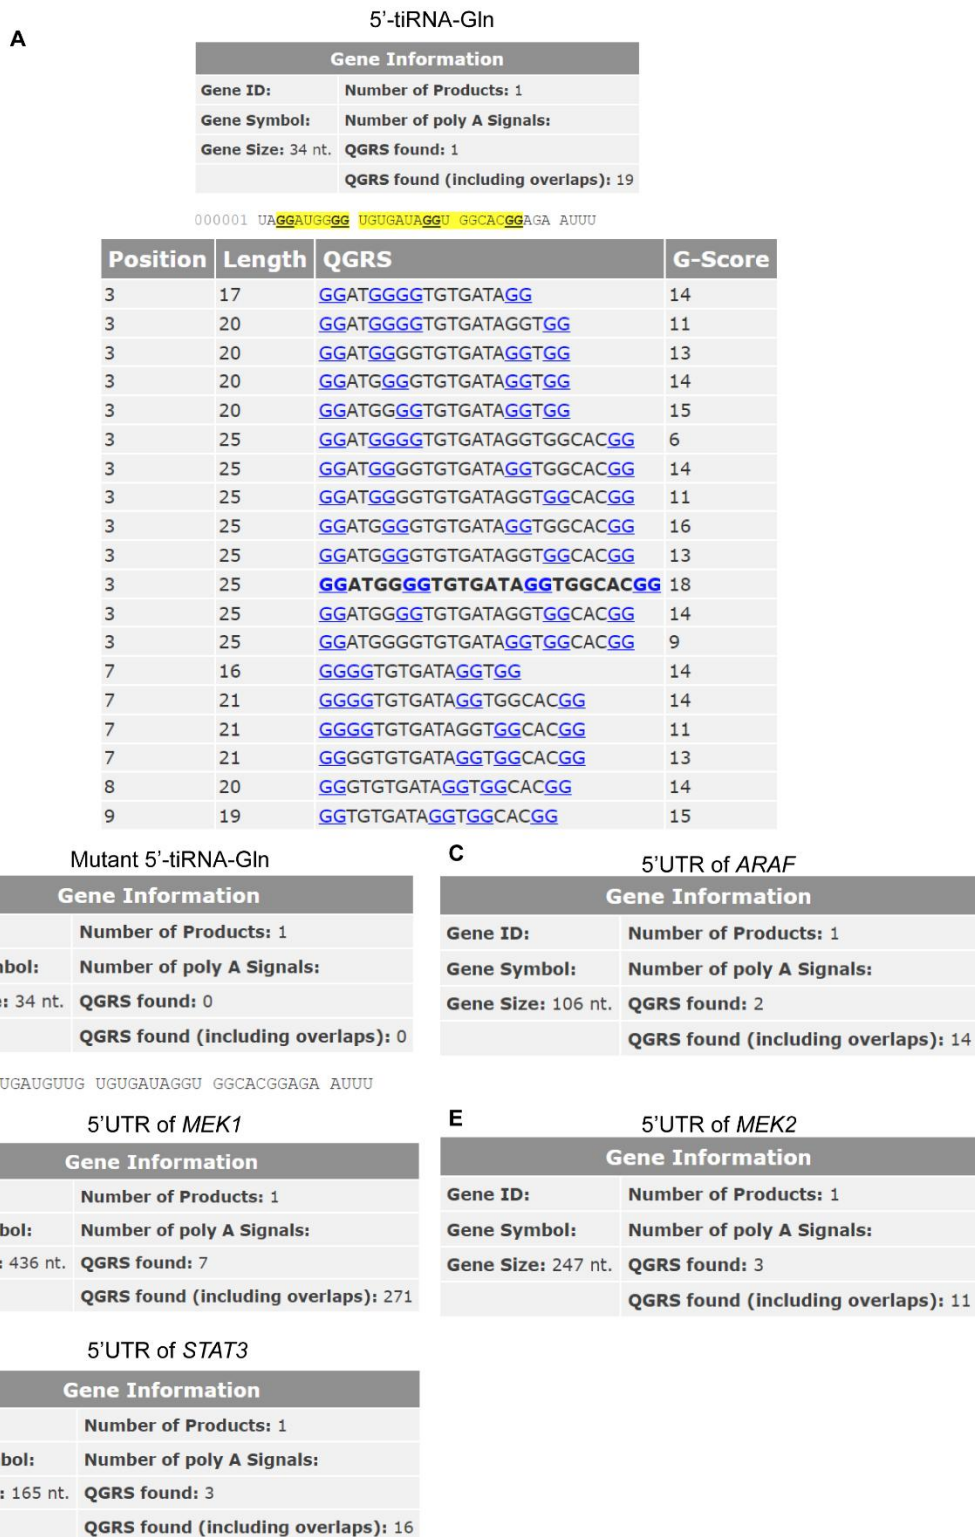 A
5’-tiRNA-Gln
Gene Information
Gene ID: Number of Products: 1
Gene Symbol: Number of poly A Signals:
Gene Size: 34 nt. QGRS found: 1
QGRS found (including overlaps): 19
000001 UAGGAUGGGG UGUGAUAGGU GGCACGGAGA AUUU
Position Length QGRS G-Score
3 17 GGATGGGGTGTGATAGG 14
3 20 GGATGGGGTGTGATAGGTGG 11
3 20 GGATGGGGTGTGATAGGTGG 13
3 20 GGATGGGGTGTGATAGGTGG 14
3 20 GGATGGGGTGTGATAGGTGG 15
3 25 GGATGGGGTGTGATAGGTGGCACGG 6
3 25 GGATGGGGTGTGATAGGTGGCACGG 14
3 25 GGATGGGGTGTGATAGGTGGCACGG 11
3 25 GGATGGGGTGTGATAGGTGGCACGG 16
3 25 GGATGGGGTGTGATAGGTGGCACGG 13
3 25 GGATGGGGTGTGATAGGTGGCACGG 18
3 25 GGATGGGGTGTGATAGGTGGCACGG 14
3 25 GGATGGGGTGTGATAGGTGGCACGG 9
7 16 GGGGTGTGATAGGTGG 14
7 21 GGGGTGTGATAGGTGGCACGG 14
7 21 GGGGTGTGATAGGTGGCACGG 11
7 21 GGGGTGTGATAGGTGGCACGG 13
8 20 GGGTGTGATAGGTGGCACGG 14
9 19 GGTGTGATAGGTGGCACGG 15
Mutant 5’-tiRNA-Gln
Gene Information
Number of Products: 1
nbol: Number of poly A Signals:
e: 34 nt. QGRS found: 0
QGRS found (including overlaps): 0
UGAUGUUG UGUGAUAGGU GGCACGGAGA AUUU
C
5’UTR of ARAF
Gene Information
Gene ID: Number of Products: 1
Gene Symbol: Number of poly A Signals:
Gene Size: 106 nt. QGRS found: 2
QGRS found (including overlaps): 14
5’UTR of MEK1
Gene Information
Number of Products: 1
bol: Number of poly A Signals:
: 436 nt. QGRS found: 7
QGRS found (including overlaps): 271
E
5’UTR of MEK2
Gene Information
Gene ID: Number of Products: 1
Gene Symbol: Number of poly A Signals:
Gene Size: 247 nt. QGRS found: 3
QGRS found (including overlaps): 11
5’UTR of STAT3
Gene Information
Number of Products: 1
bol: Number of poly A Signals:
: 165 nt. QGRS found: 3
QGRS found (including overlaps): 16